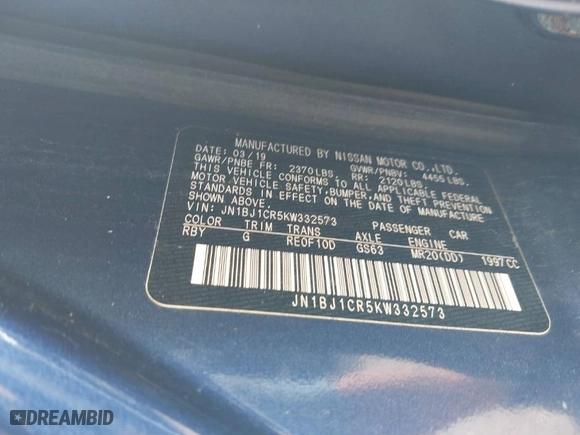 MANUFACTURED BY NISSAN MOTOR CO.,LTD.
DATE: 03/19 GVWR/PNBV: 4456 LBS.
GAWR/PNBE FR: 2370LBS. RR: 2120LBS.
THIS VEHICLE CONFORMS TO ALL APPLICABLE FEDERAL
MOTOR VEHICLE SAFETY, BUMPER, AND THEFT PREVENTION
STANDARDS IN EFFECT ON THE DATE OF MANUFACTURE
SHOWN ABOVE.
VIN: JN1BJ1CR5KW332573 PASSENGER CAR
COLOR TRIM TRANS AXLE ENGINE
RBY G REOF10D GS63 MR20(DD) 1997CC
JN1BJ1CR5KW332573
DREAMBID